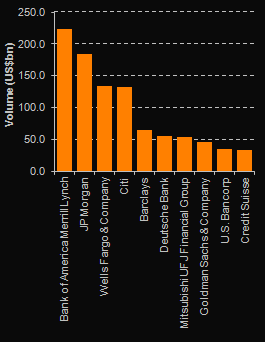 250.0
200.0
150.0
100.0
50.0
0.0
Volume (US$bn)
Bank of America Merrill Lynch
JP Morgan
Wells Fargo & Company
Citi
Barclays
Deutsche Bank
Mitsubishi UFJ Financial Group
Goldman Sachs & Company
U.S. Bancorp
Credit Suisse